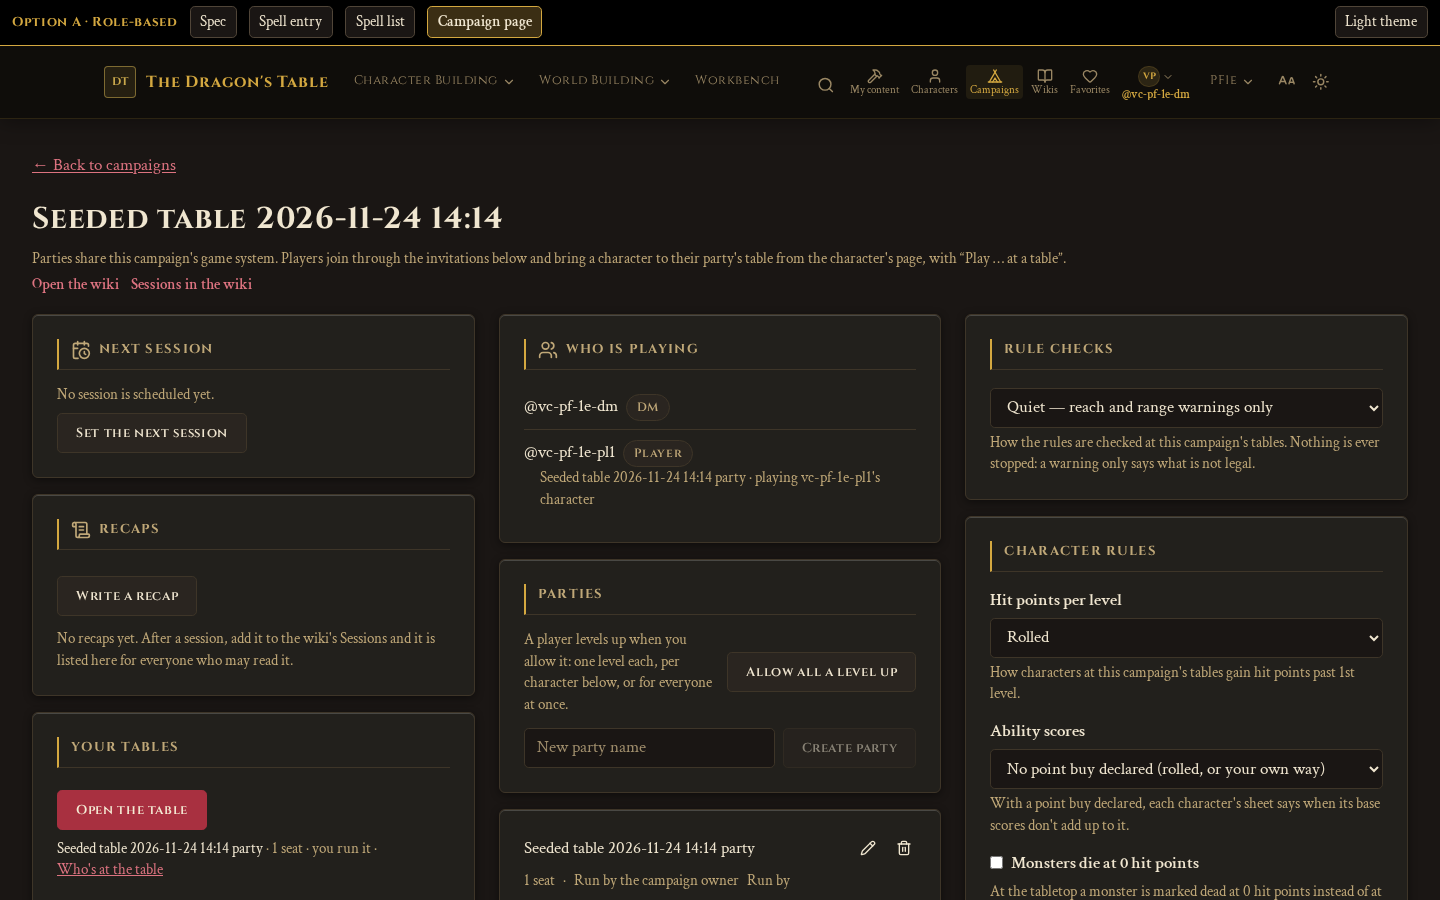 Option A · Role-based
Spec
Spell entry
Spell list
Campaign page
Light theme
DT
The Dragon's Table
Character Building
World Building
Workbench
My content
Characters
Campaigns
Wikis
Favorites
VP
@vc-pf-1e-dm
PF1e
Aa
← Back to campaigns
Seeded table 2026-11-24 14:14
Parties share this campaign's game system. Players join through the invitations below and bring a character to their party's table from the character's page, with “Play … at a table”.
Open the wiki
Sessions in the wiki
Next session
No session is scheduled yet.
Set the next session
Recaps
Write a recap
No recaps yet. After a session, add it to the wiki's Sessions and it is
listed here for everyone who may read it.
Your tables
Open the table
Seeded table 2026-11-24 14:14 party · 1 seat · you run it ·
Who's at the table
Who is playing
@vc-pf-1e-dm DM
@vc-pf-1e-pl1 Player
Seeded table 2026-11-24 14:14 party · playing vc-pf-1e-pl1's
character
Parties
A player levels up when you
allow it: one level each, per
character below, or for everyone
at once.
Allow all a level up
New party name
Create party
Seeded table 2026-11-24 14:14 party
1 seat · Run by the campaign owner Run by
Rule checks
Quiet — reach and range warnings only
How the rules are checked at this campaign's tables. Nothing is ever
stopped: a warning only says what is not legal.
Character rules
Hit points per level
Rolled
How characters at this campaign's tables gain hit points past 1st
level.
Ability scores
No point buy declared (rolled, or your own way)
With a point buy declared, each character's sheet says when its base
scores don't add up to it.
Monsters die at 0 hit points
At the tabletop a monster is marked dead at 0 hit points instead of at